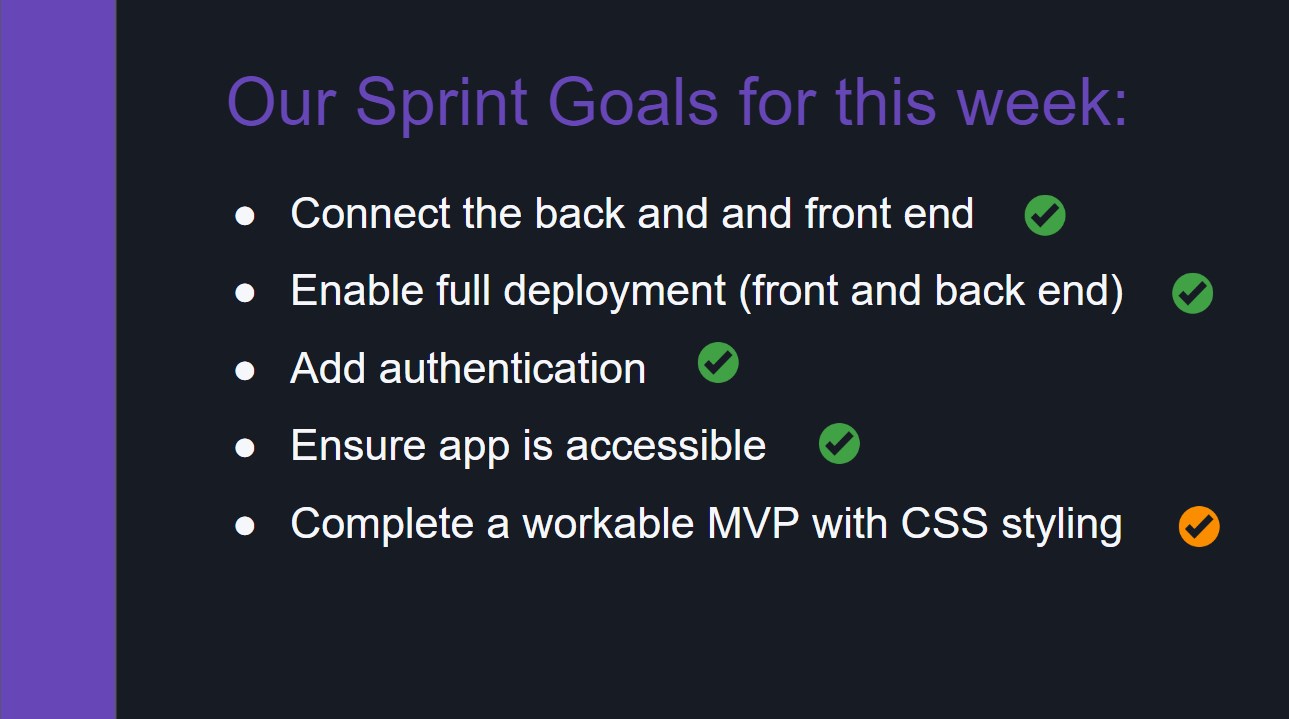 Our Sprint Goals for this week:
● Connect the back and and front end
● Enable full deployment (front and back end)
● Add authentication
● Ensure app is accessible
● Complete a workable MVP with CSS styling